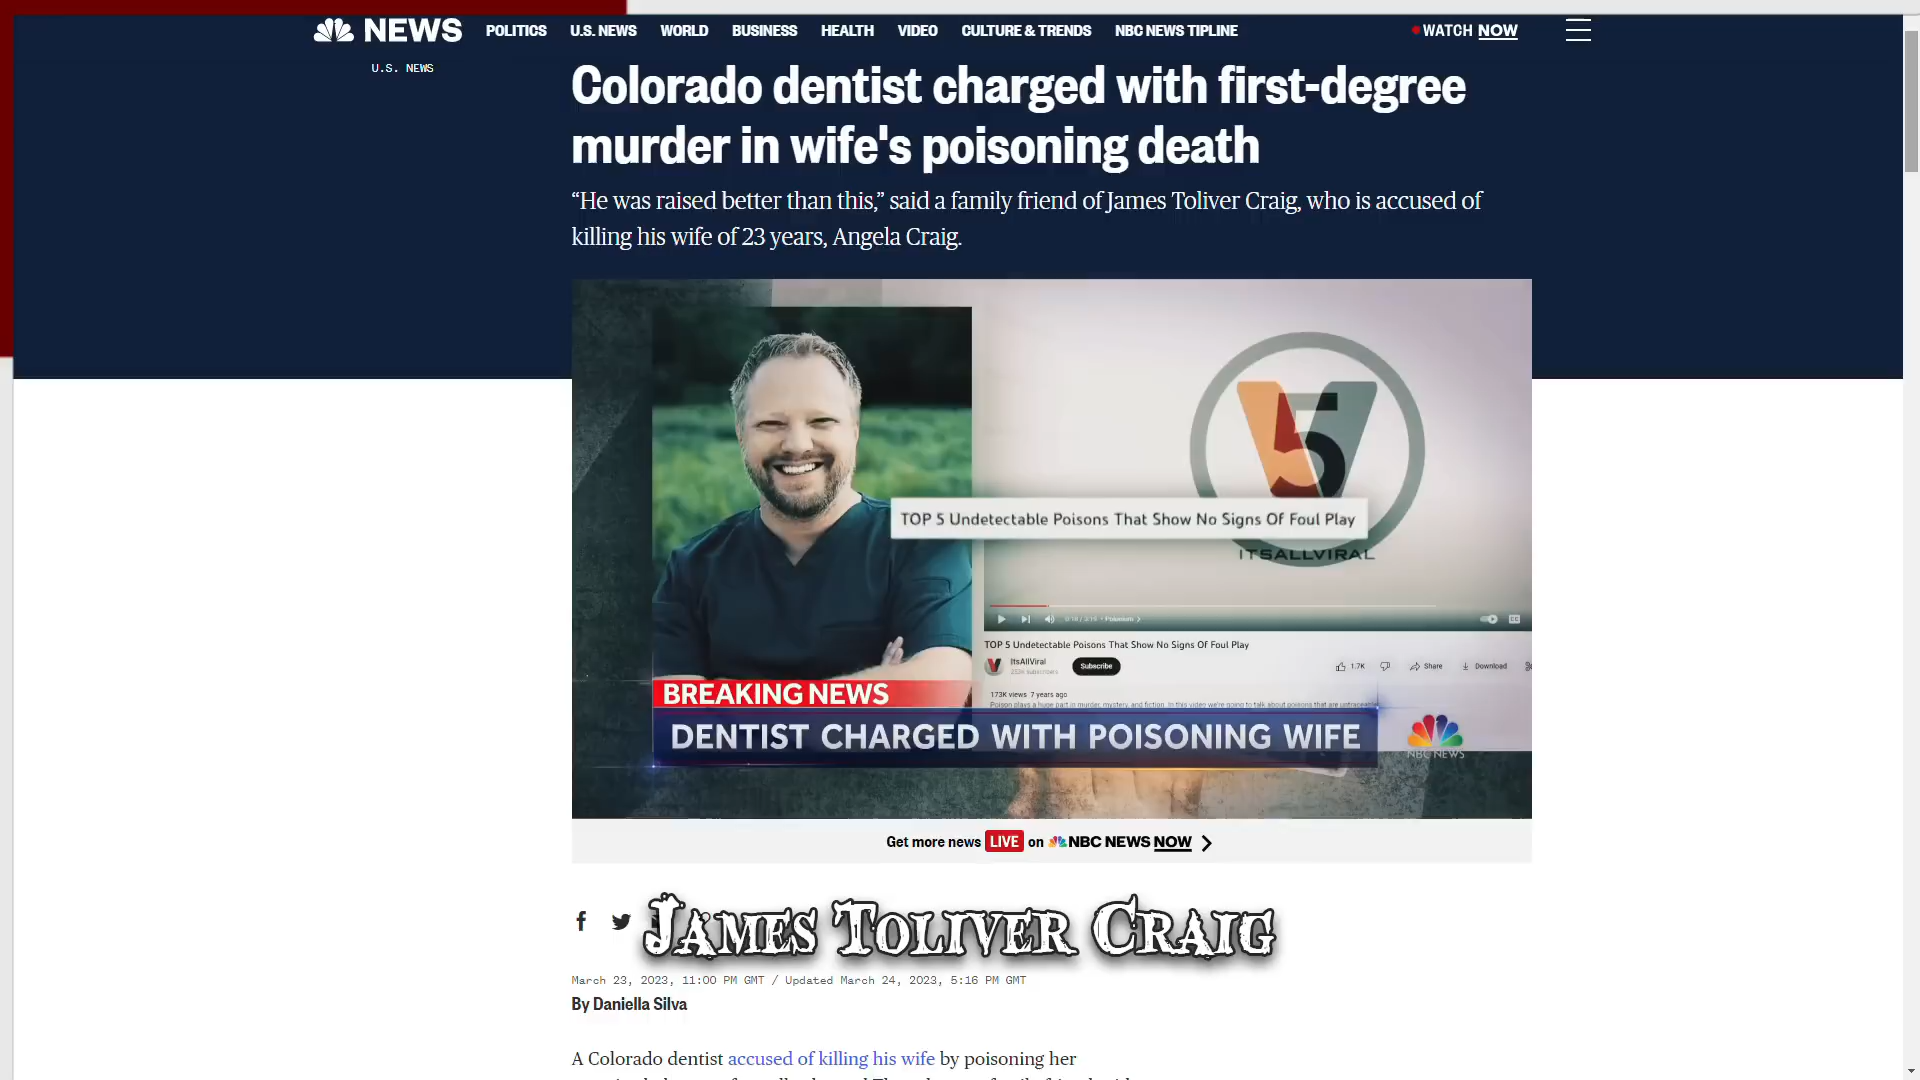 NEWS
POLITICS U.S. NEWS WORLD BUSINESS HEALTH VIDEO CULTURE & TRENDS NBC NEWS TIPLINE
WATCH NOW
U.S. NEWS
Colorado dentist charged with first-degree
murder in wife's poisoning death
“He was raised better than this,” said a family friend of James Toliver Craig, who is accused of
killing his wife of 23 years, Angela Craig.
V5
TOP 5 Undetectable Poisons That Show No Signs Of Foul Play
ITSALLVIRAL
TOP 5 Undetectable Poisons That Show No Signs Of Foul Play
ItsAllViral
Subscribe
1.7K Share Download
173K views 7 years ago
BREAKING NEWS
DENTIST CHARGED WITH POISONING WIFE
NBC NEWS
Get more news LIVE on NBC NEWS NOW
JAMES TOLIVER CRAIG
March 23, 2023, 11:00 PM GMT / Updated March 24, 2023, 5:16 PM GMT
By Daniella Silva
A Colorado dentist accused of killing his wife by poisoning her